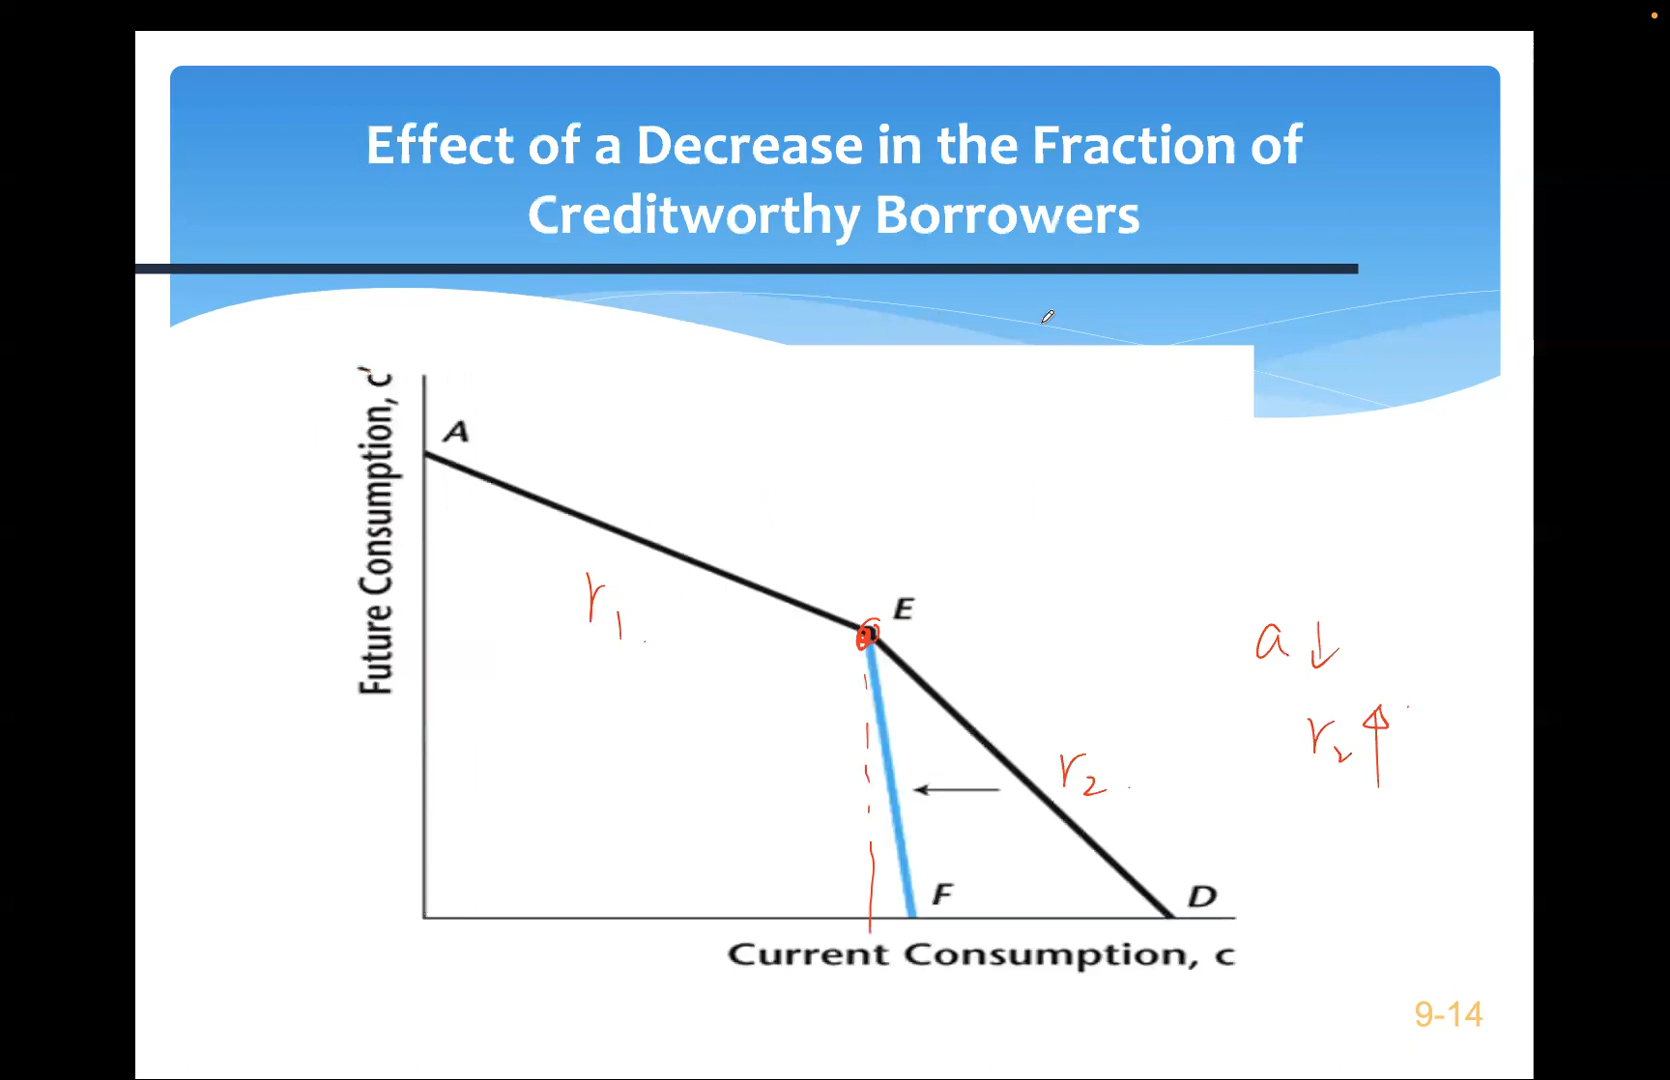 Effect of a Decrease in the Fraction of
Creditworthy Borrowers
Future Consumption, c'
A
r1
E
a ↓
r2 ↑
r2
F
D
Current Consumption, c
9-14